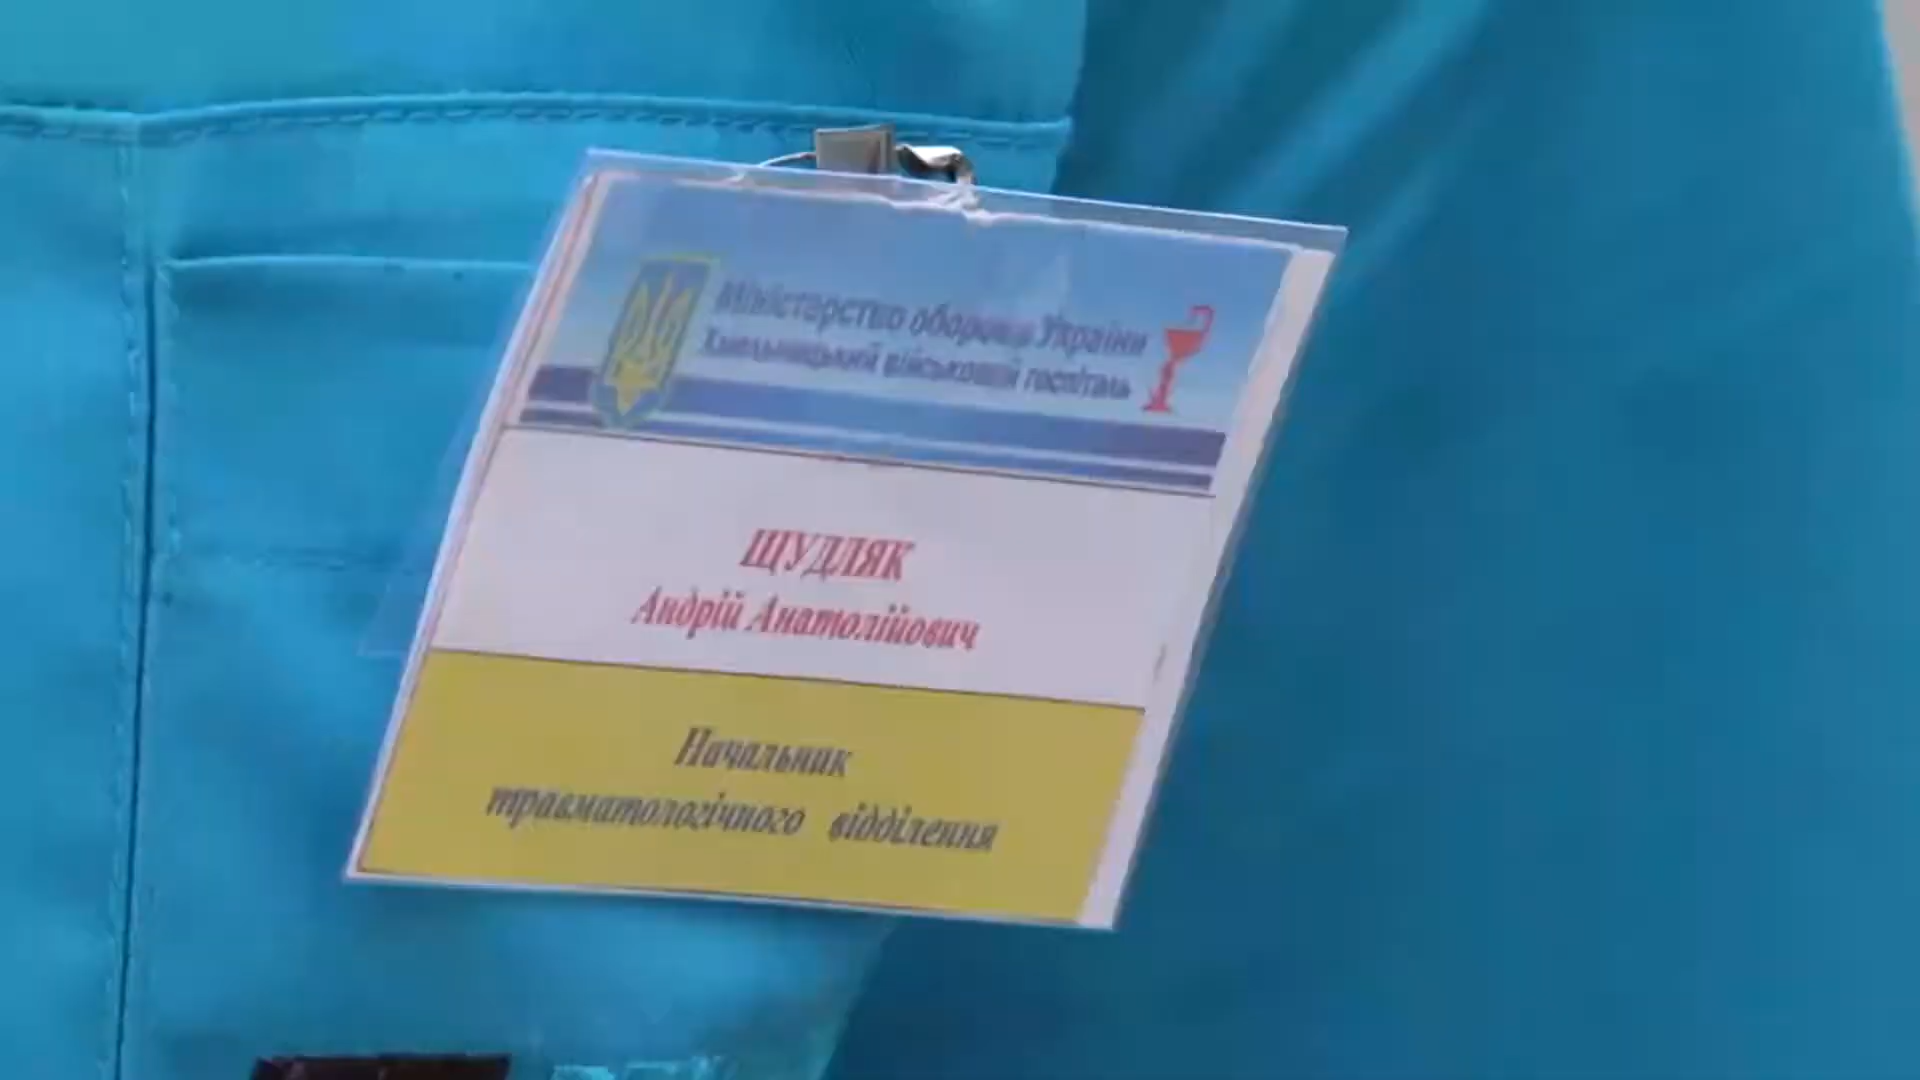 Міністерство оборони України
Хмельницький військовий госпіталь
ЩУДЛЯК
Андрій Анатолійович
Начальник
травматологічного відділення